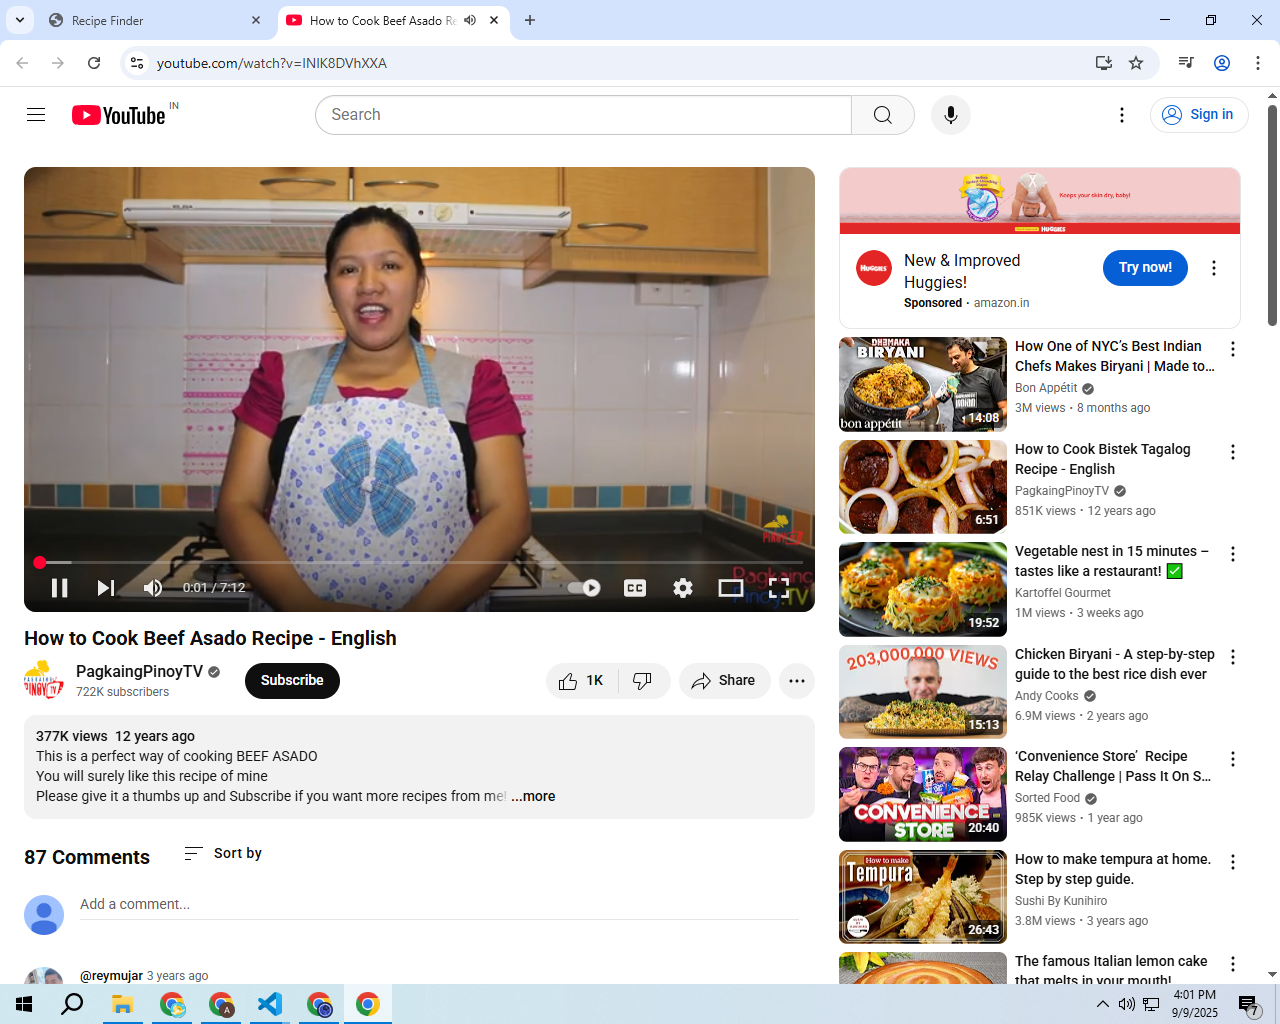 Recipe Finder
How to Cook Beef Asado Re
youtube.com/watch?v=INIK8DVhXXA
YouTube IN
Search
Sign in
0:01 / 7:12
Pagkaing
Pinoy.TV
How to Cook Beef Asado Recipe - English
PagkaingPinoyTV
722K subscribers
Subscribe
1K
Share
377K views 12 years ago
This is a perfect way of cooking BEEF ASADO
You will surely like this recipe of mine
Please give it a thumbs up and Subscribe if you want more recipes from me! ...more
87 Comments
Sort by
Add a comment...
@reymujar 3 years ago
Keeps your skin dry, baby!
HUGGIES
HUGGIES
New & Improved
Huggies!
Sponsored · amazon.in
Try now!
DHAMAKA
BIRYANI
bon appétit
14:08
How One of NYC’s Best Indian
Chefs Makes Biryani | Made to...
Bon Appétit
3M views · 8 months ago
6:51
How to Cook Bistek Tagalog
Recipe - English
PagkaingPinoyTV
851K views · 12 years ago
19:52
Vegetable nest in 15 minutes –
tastes like a restaurant! ✅
Kartoffel Gourmet
1M views · 3 weeks ago
203,000,000 VIEWS
15:13
Chicken Biryani - A step-by-step
guide to the best rice dish ever
Andy Cooks
6.9M views · 2 years ago
CONVENIENCE
STORE
20:40
‘Convenience Store’ Recipe
Relay Challenge | Pass It On S...
Sorted Food
985K views · 1 year ago
How to make
Tempura
26:43
How to make tempura at home.
Step by step guide.
Sushi By Kunihiro
3.8M views · 3 years ago
The famous Italian lemon cake
that melts in your mouth!
4:01 PM
9/9/2025
7